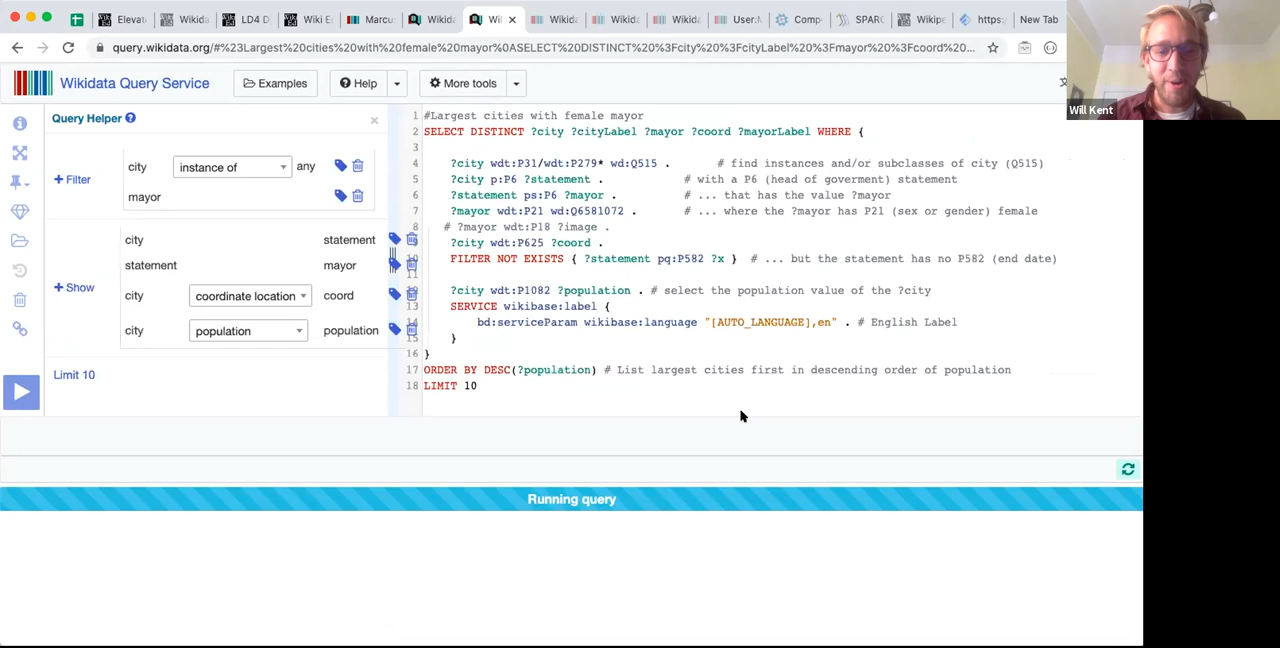 Elevat
Wikida
LD4 D
Wiki E
Marcu
Wikida
Wi
Wikida
Wikida
Wikida
User:M
Comp
SPARC
Wikipe
https:
New Tab
query.wikidata.org/#%23Largest%20cities%20with%20female%20mayor%0ASELECT%20DISTINCT%20%3Fcity%20%3FcityLabel%20%3Fmayor%20%3Fcoord%20...
Wikidata Query Service
Examples
Help
More tools
Will Kent
Query Helper
+ Filter
city instance of any
mayor
+ Show
city statement
statement mayor
city coordinate location coord
city population population
Limit 10
1 #Largest cities with female mayor
2 SELECT DISTINCT ?city ?cityLabel ?mayor ?coord ?mayorLabel WHERE {
3
4 ?city wdt:P31/wdt:P279* wd:Q515 . # find instances and/or subclasses of city (Q515)
5 ?city p:P6 ?statement . # with a P6 (head of goverment) statement
6 ?statement ps:P6 ?mayor . # ... that has the value ?mayor
7 ?mayor wdt:P21 wd:Q6581072 . # ... where the ?mayor has P21 (sex or gender) female
8 # ?mayor wdt:P18 ?image .
9 ?city wdt:P625 ?coord .
10 FILTER NOT EXISTS { ?statement pq:P582 ?x } # ... but the statement has no P582 (end date)
11
12 ?city wdt:P1082 ?population . # select the population value of the ?city
13 SERVICE wikibase:label {
14 bd:serviceParam wikibase:language "[AUTO_LANGUAGE],en" . # English Label
15 }
16 }
17 ORDER BY DESC(?population) # List largest cities first in descending order of population
18 LIMIT 10
Running query